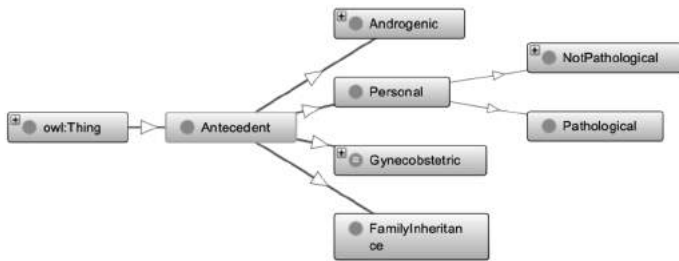 Androgenic
NotPathological
Personal
owl:Thing
Antecedent
Pathological
Gynecobstetric
FamilyInheritan
ce